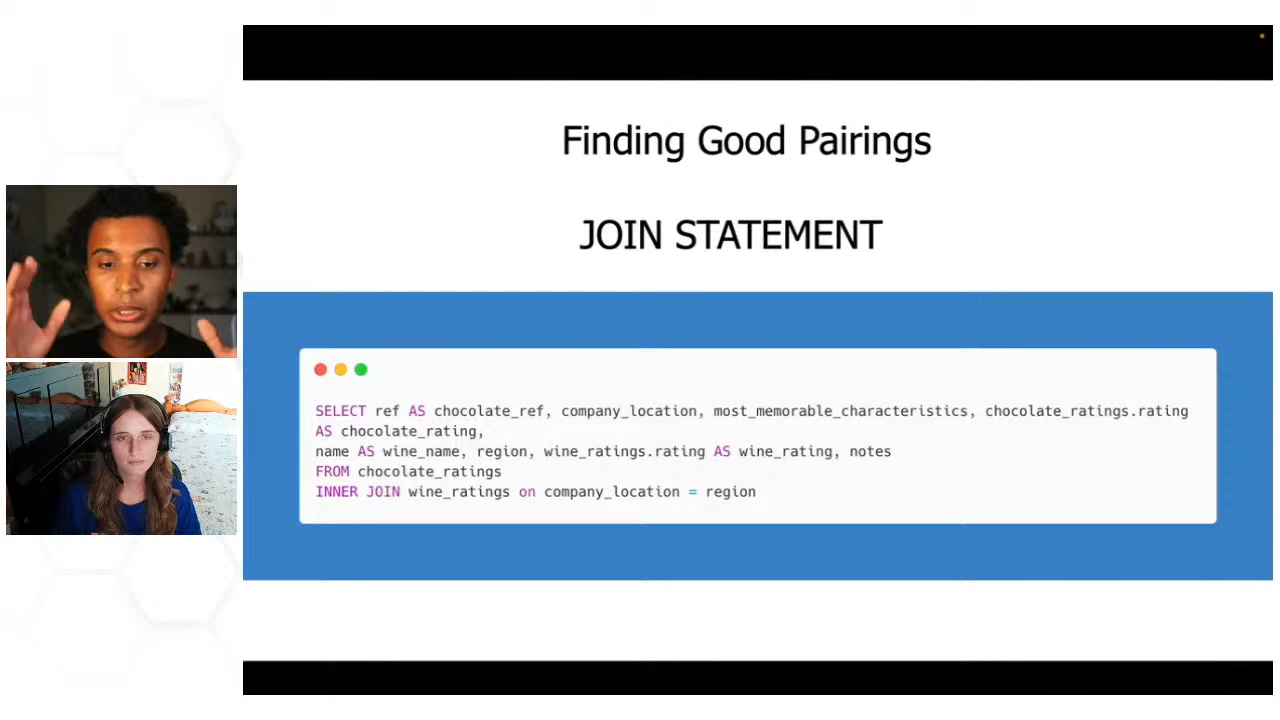 Finding Good Pairings
JOIN STATEMENT
SELECT ref AS chocolate_ref, company_location, most_memorable_characteristics, chocolate_ratings.rating
AS chocolate_rating,
name AS wine_name, region, wine_ratings.rating AS wine_rating, notes
FROM chocolate_ratings
INNER JOIN wine_ratings on company_location = region